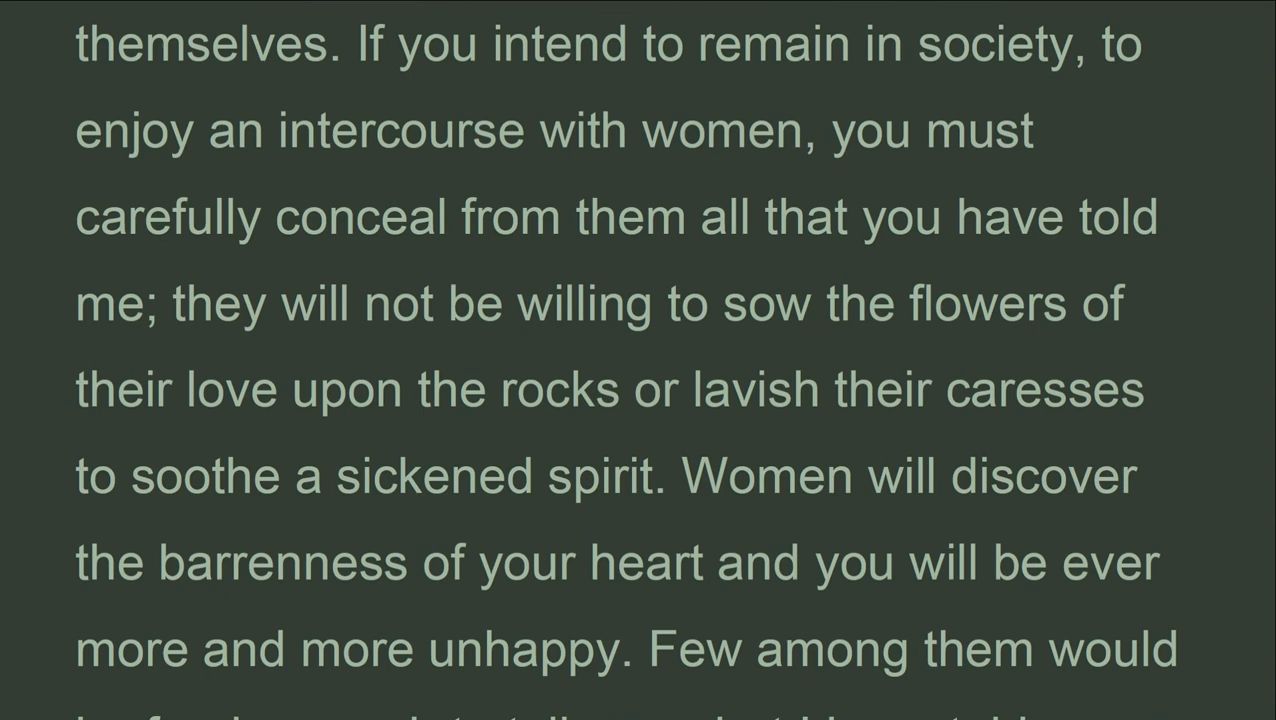 themselves. If you intend to remain in society, to
enjoy an intercourse with women, you must
carefully conceal from them all that you have told
me; they will not be willing to sow the flowers of
their love upon the rocks or lavish their caresses
to soothe a sickened spirit. Women will discover
the barrenness of your heart and you will be ever
more and more unhappy. Few among them would